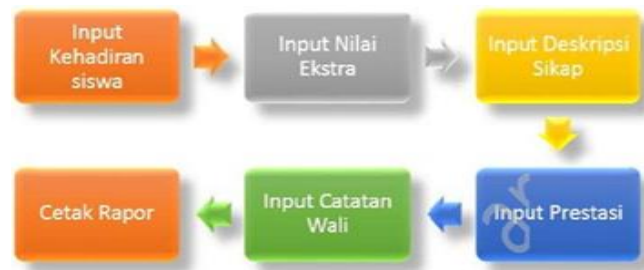 Input
Kehadiran
siswa
Input Nilai
Ekstra
Input Deskripsi
Sikap
Input Prestasi
Input Catatan
Wali
Cetak Rapor